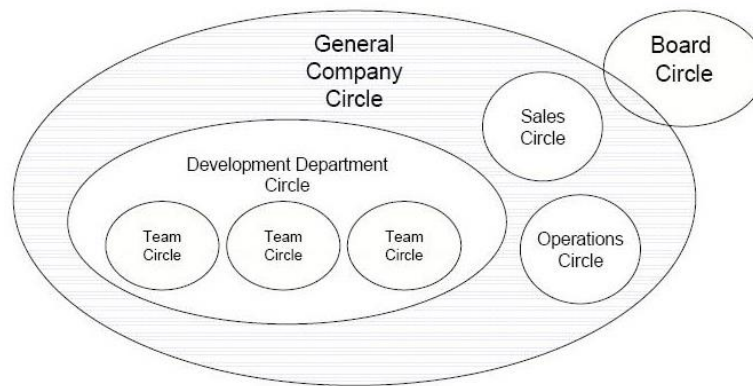 General
Company
Circle
Board
Circle
Sales
Circle
Development Department
Circle
Team
Circle
Team
Circle
Team
Circle
Operations
Circle